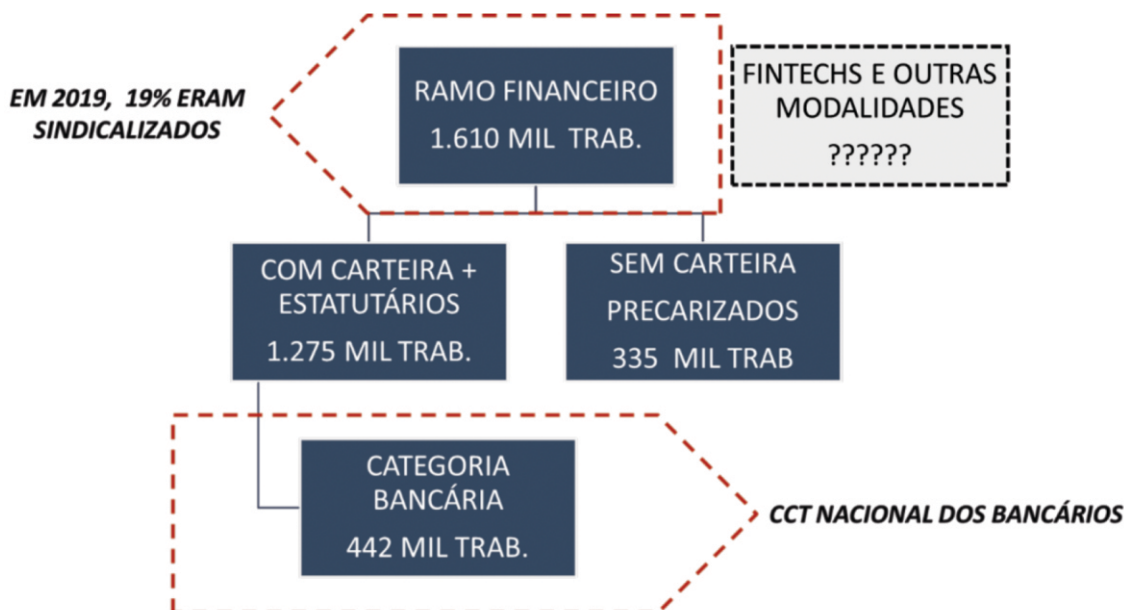 EM 2019, 19% ERAM
SINDICALIZADOS
RAMO FINANCEIRO
1.610 MIL TRAB.
FINTECHS E OUTRAS
MODALIDADES
??????
COM CARTEIRA +
ESTATUTÁRIOS
1.275 MIL TRAB.
SEM CARTEIRA
PRECARIZADOS
335 MIL TRAB
CATEGORIA
BANCÁRIA
442 MIL TRAB.
CCT NACIONAL DOS BANCÁRIOS